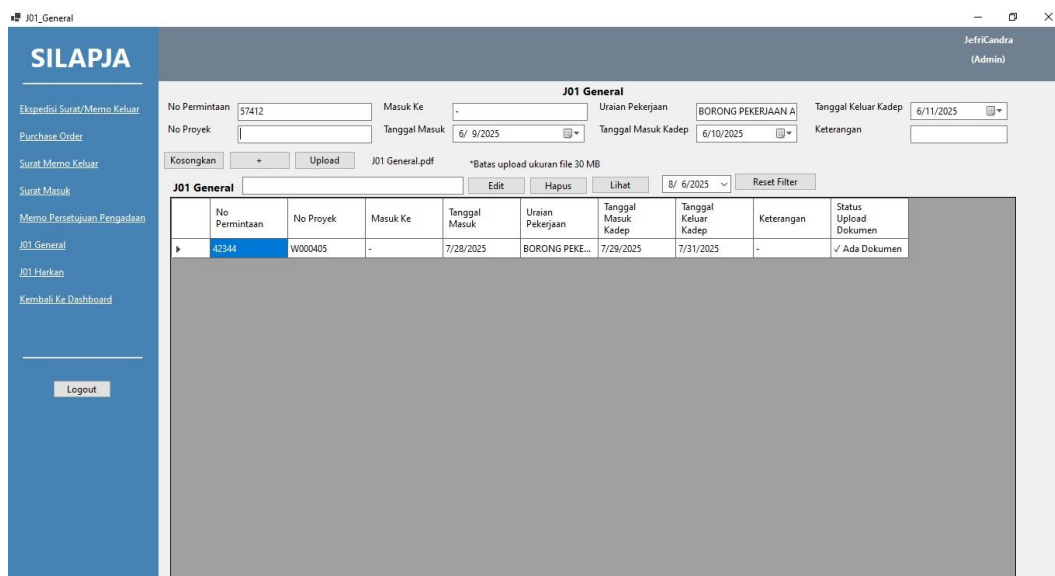 J01_General
JefriCandra
(Admin)
SILAPJA
Ekspedisi Surat/Memo Keluar
Purchase Order
Surat Memo Keluar
Surat Masuk
Memo Persetujuan Pengadaan
J01 General
J01 Harkan
Kembali Ke Dashboard
Logout
J01 General
No Permintaan 57412 Masuk Ke - Uraian Pekerjaan BORONG PEKERJAAN A Tanggal Keluar Kadep 6/11/2025
No Proyek Tanggal Masuk 6/ 9/2025 Tanggal Masuk Kadep 6/10/2025 Keterangan
Kosongkan + Upload J01 General.pdf *Batas upload ukuran file 30 MB
J01 General Edit Hapus Lihat 8/ 6/2025 Reset Filter
No Permintaan No Proyek Masuk Ke Tanggal Masuk Uraian Pekerjaan Tanggal Masuk Kadep Tanggal Keluar Kadep Keterangan Status Upload Dokumen
42344 W000405 - 7/28/2025 BORONG PEKE... 7/29/2025 7/31/2025 - ✓ Ada Dokumen